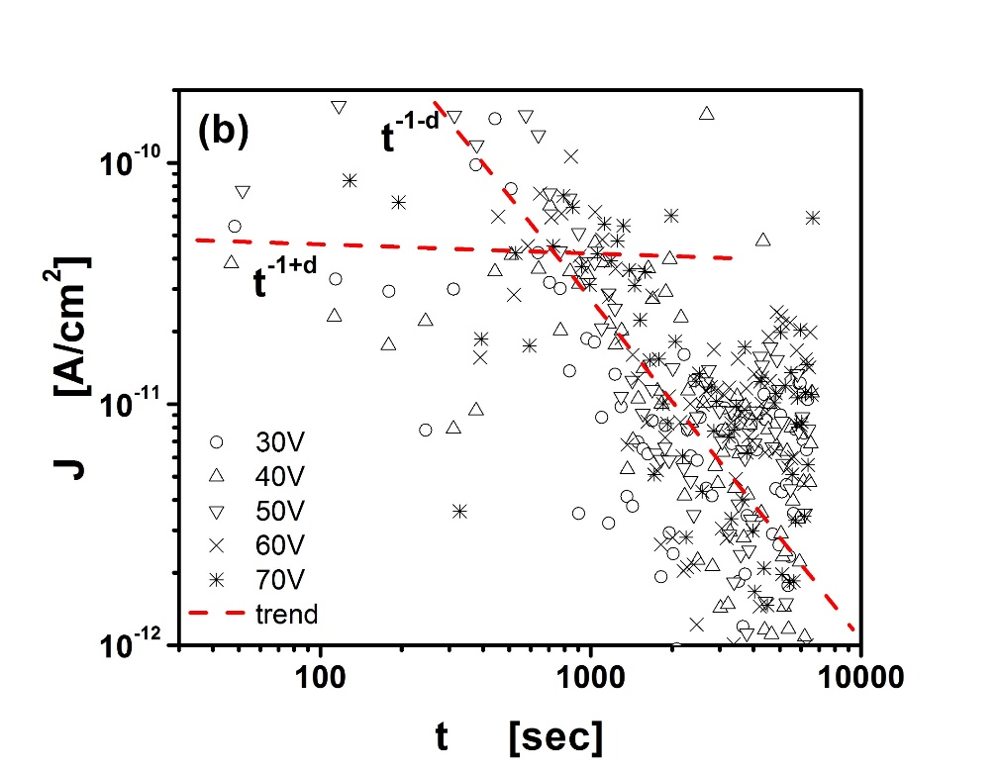 (b)
t^-1-d
10^-10
t^-1+d
J [A/cm^2]
10^-11
30V
40V
50V
60V
70V
trend
10^-12
100 1000 10000
t [sec]